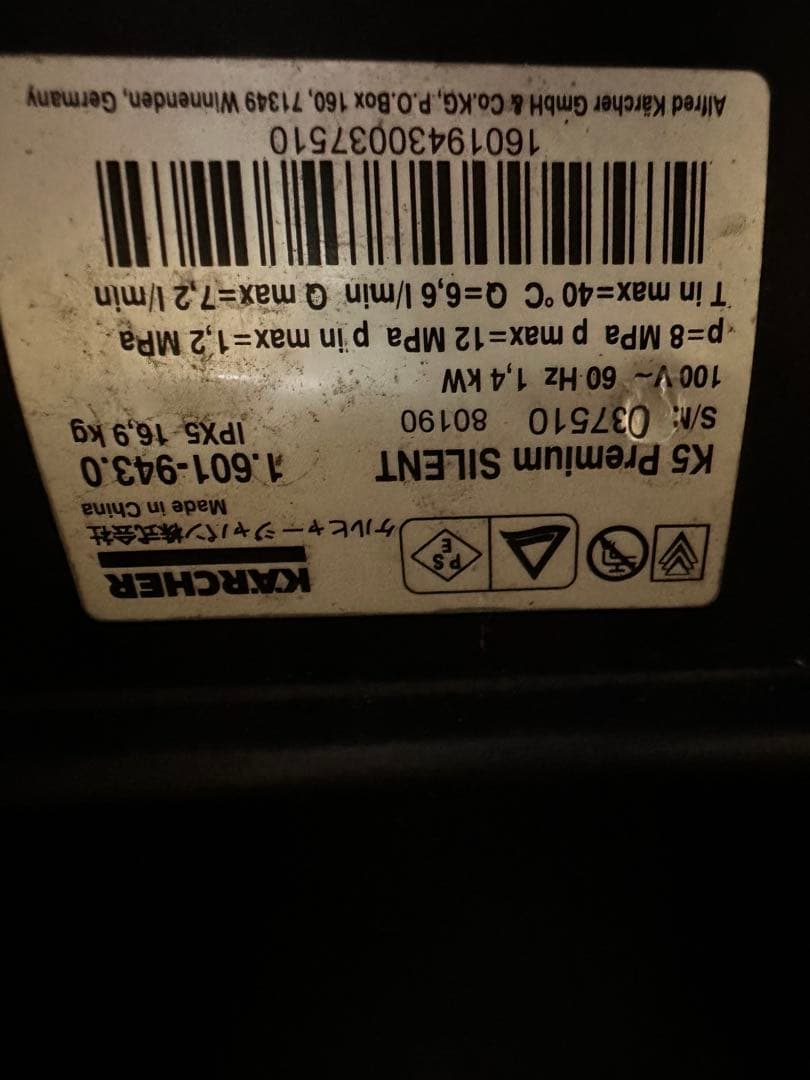 KÄRCHER
PS
E
ケルヒャージャパン株式会社
Made in China
K5 Premium SILENT 1.601-943.0
S/N: 037510 80190 IPX5 16,9 kg
100 V~ 60 Hz 1,4 kW
p=8 MPa p max=12 MPa p in max=1,2 MPa
T in max=40 °C Q=6,6 l/min Q max=7,2 l/min
16019430037510
Alfred Kärcher GmbH & Co.KG, P.O.Box 160, 71349 Winnenden, Germany